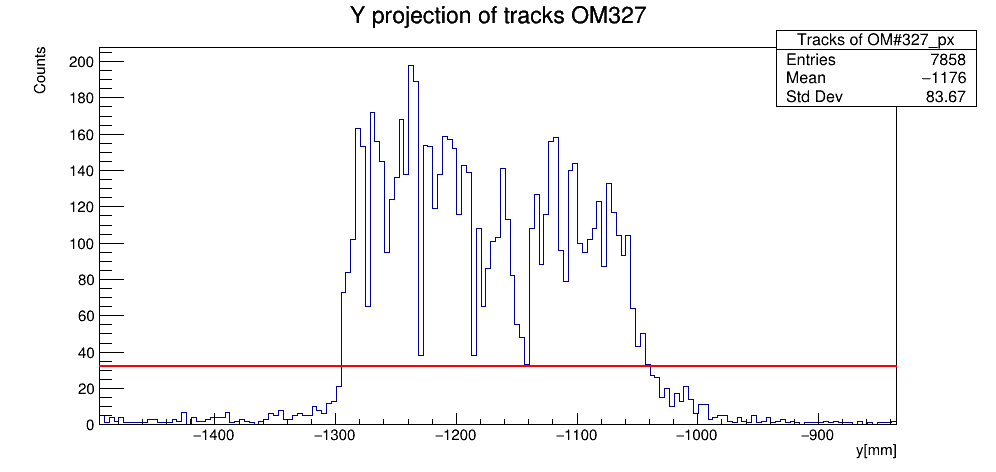 Y projection of tracks OM327
Tracks of OM#327_px
Entries 7858
Mean −1176
Std Dev 83.67
Counts
200
180
160
140
120
100
80
60
40
20
0
−1400 −1300 −1200 −1100 −1000 −900
y[mm]